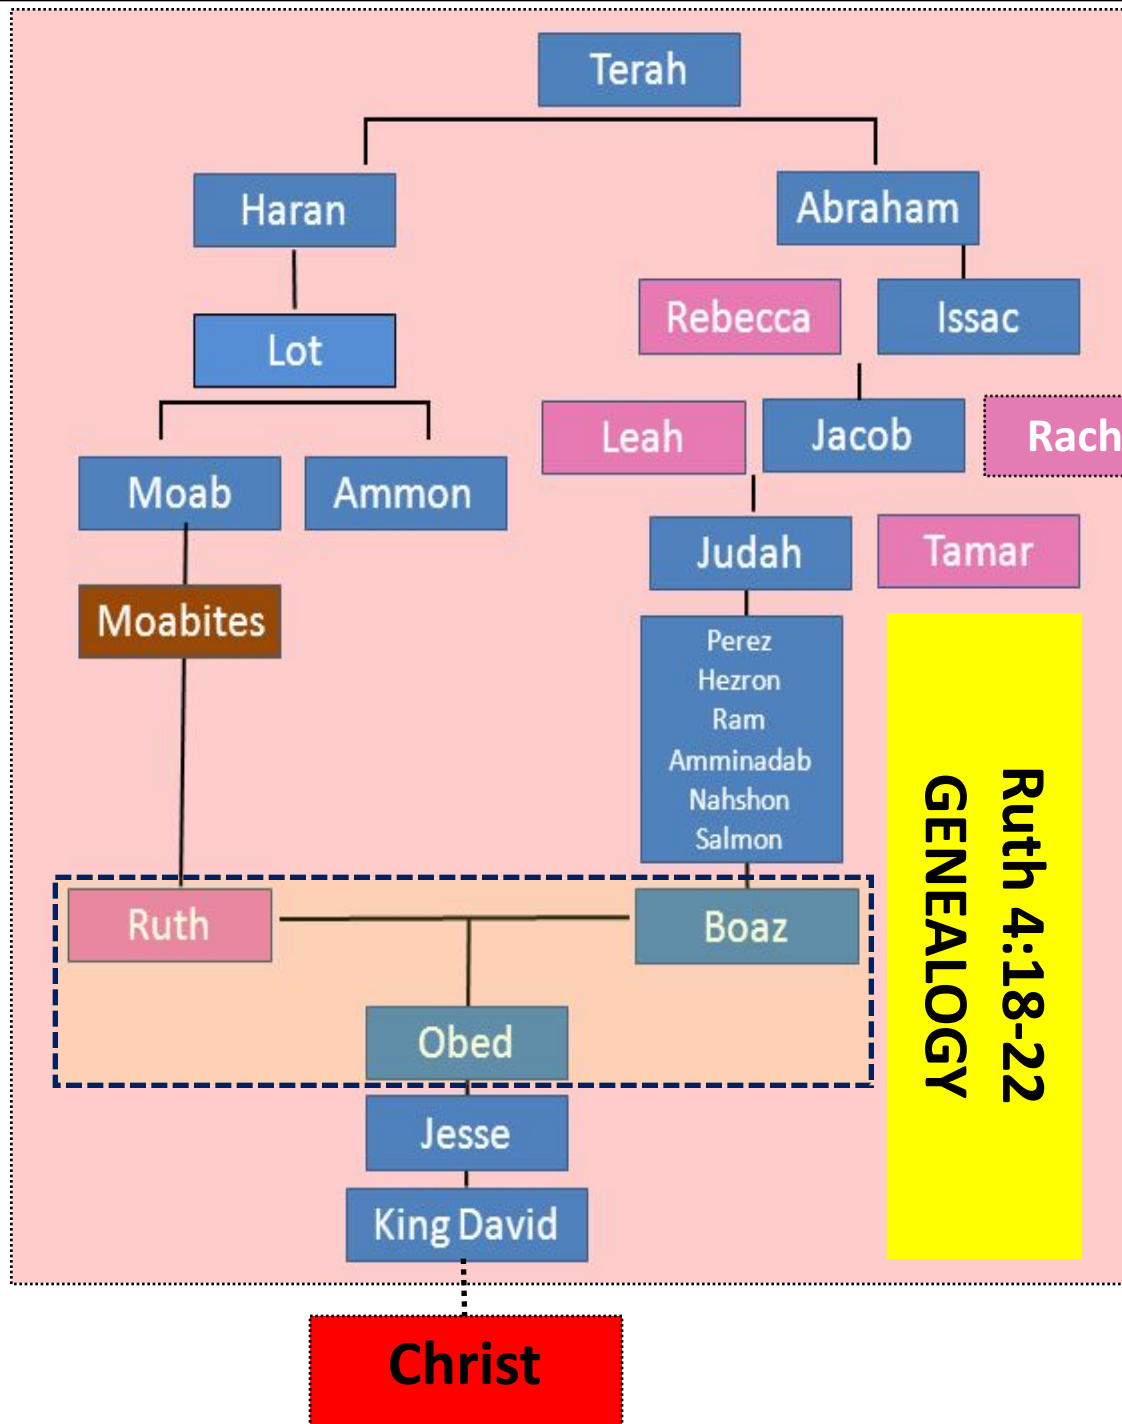 Terah
Haran
Abraham
Rebecca
Issac
Lot
Leah
Jacob
Rach
Moab
Ammon
Judah
Tamar
Moabites
Perez
Hezron
Ram
Amminadab
Nahshon
Salmon
Ruth 4:18-22
GENEALOGY
Ruth
Boaz
Obed
Jesse
King David
Christ